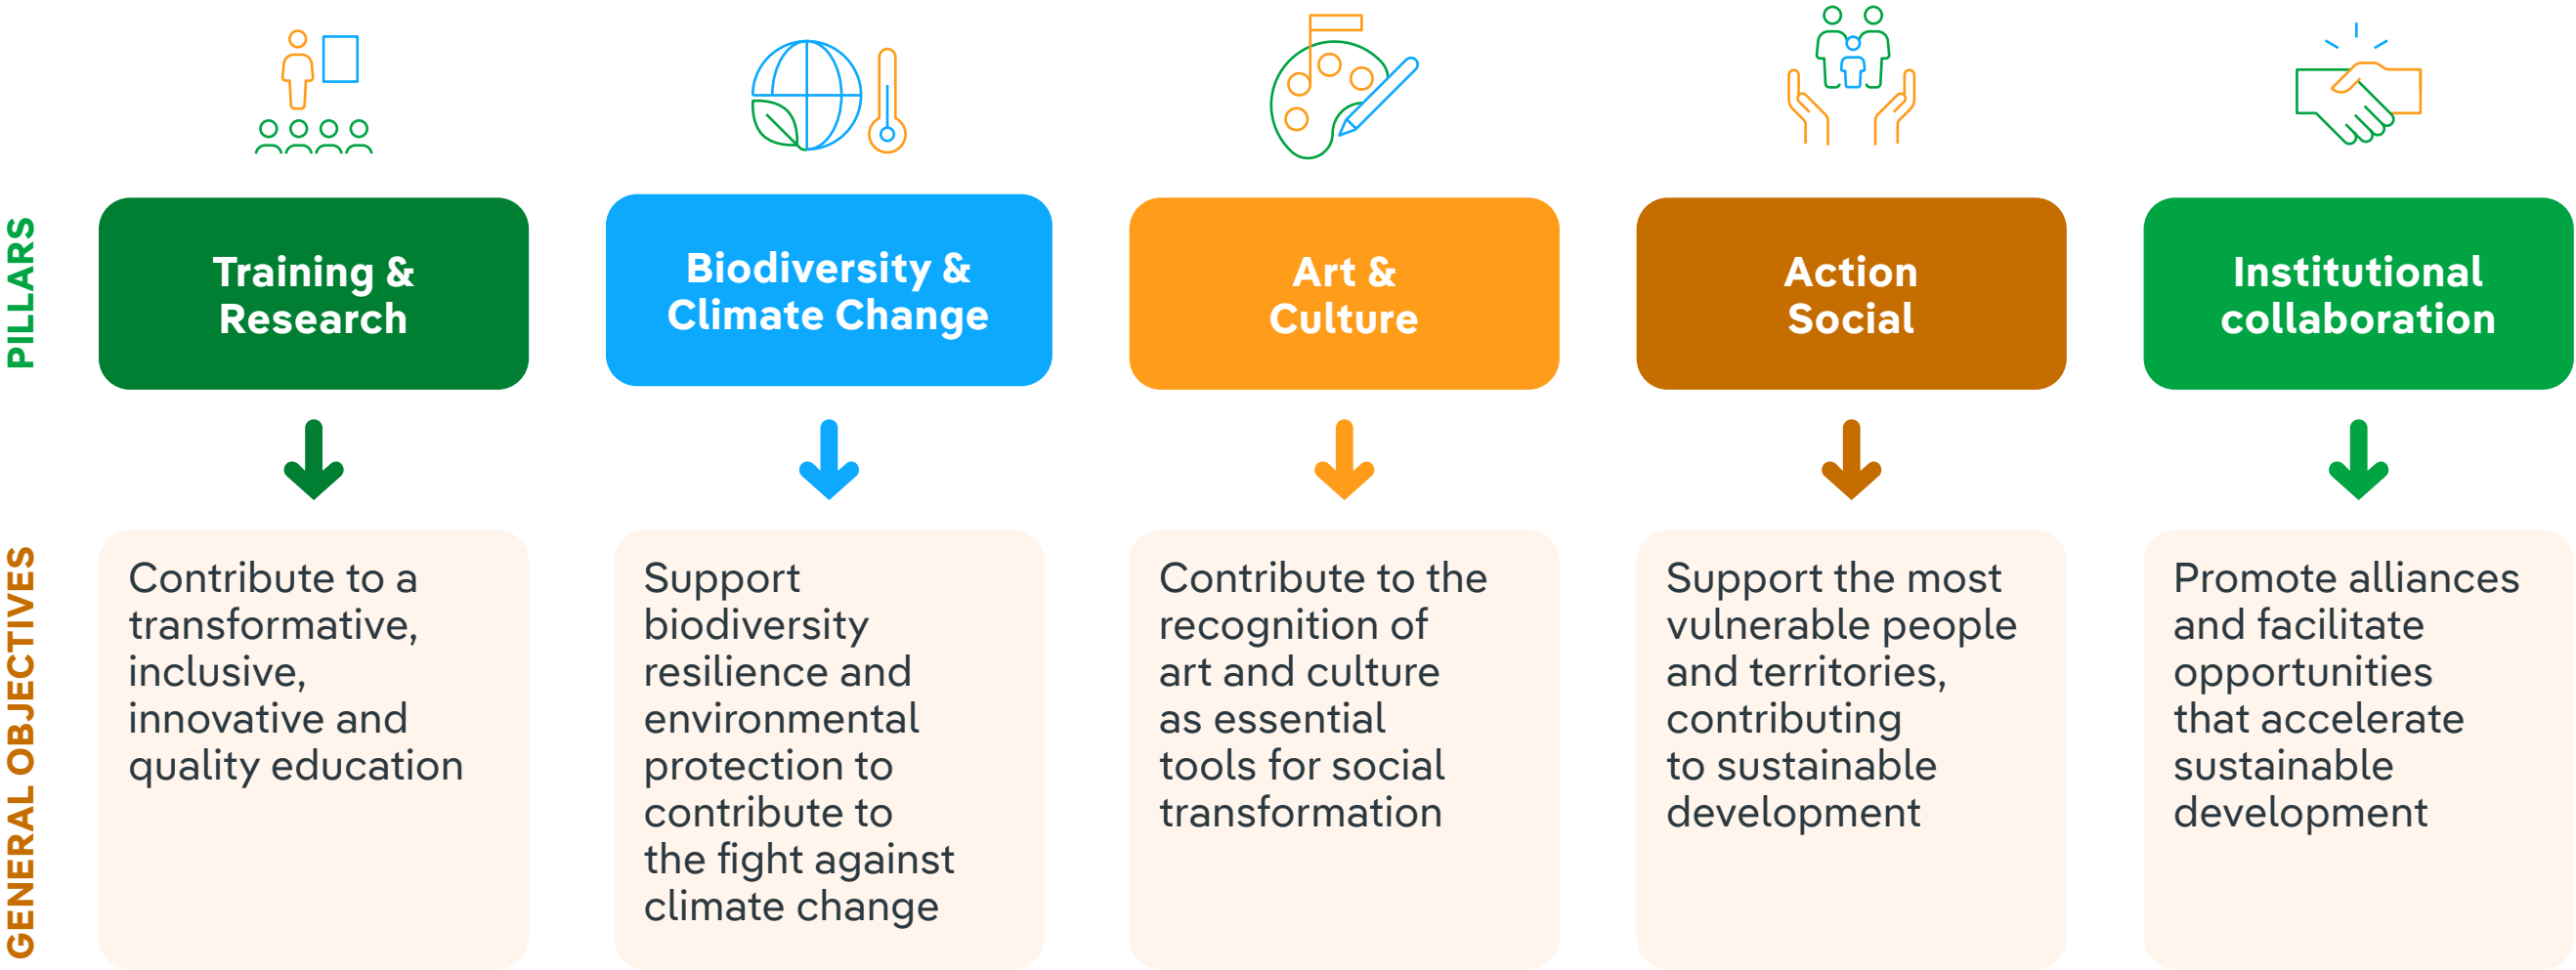 PILLARS
Training &
Research
Biodiversity &
Climate Change
Art &
Culture
Action
Social
Institutional
collaboration
GENERAL OBJECTIVES
Contribute to a
transformative,
inclusive,
innovative and
quality education
Support
biodiversity
resilience and
environmental
protection to
contribute to
the fight against
climate change
Contribute to the
recognition of
art and culture
as essential
tools for social
transformation
Support the most
vulnerable people
and territories,
contributing
to sustainable
development
Promote alliances
and facilitate
opportunities
that accelerate
sustainable
development